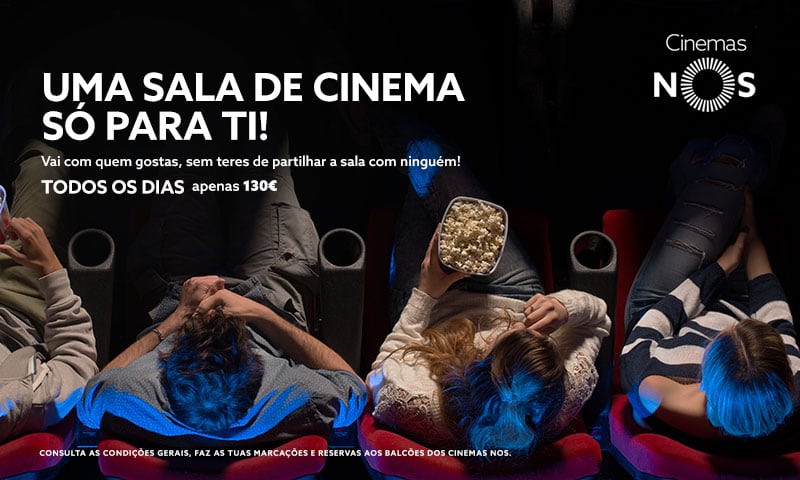 Cinemas
NOS
UMA SALA DE CINEMA
SÓ PARA TI!
Vai com quem gostas, sem teres de partilhar a sala com ninguém!
TODOS OS DIAS apenas 130€
CONSULTA AS CONDIÇÕES GERAIS, FAZ AS TUAS MARCAÇÕES E RESERVAS AOS BALCÕES DOS CINEMAS NOS.